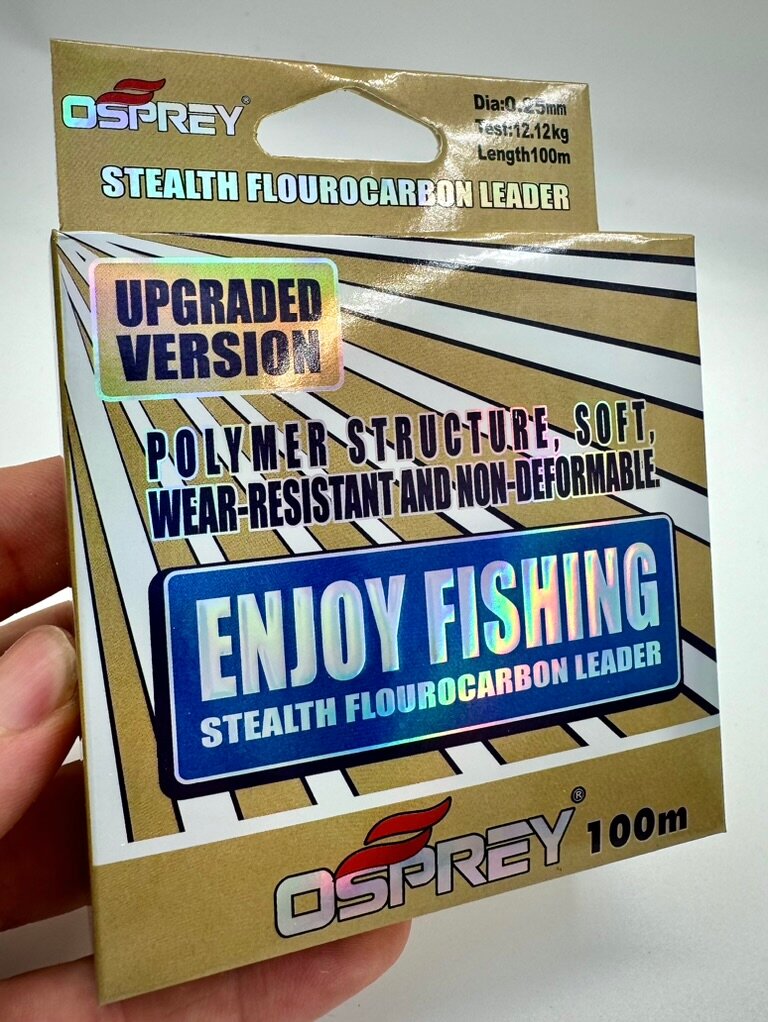 OSPREY®
Dia:0.25mm
Test:12.12kg
Length100m
STEALTH FLOUROCARBON LEADER
UPGRADED
VERSION
POLYMER STRUCTURE, SOFT,
WEAR-RESISTANT AND NON-DEFORMABLE.
ENJOY FISHING
STEALTH FLOUROCARBON LEADER
OSPREY® 100m